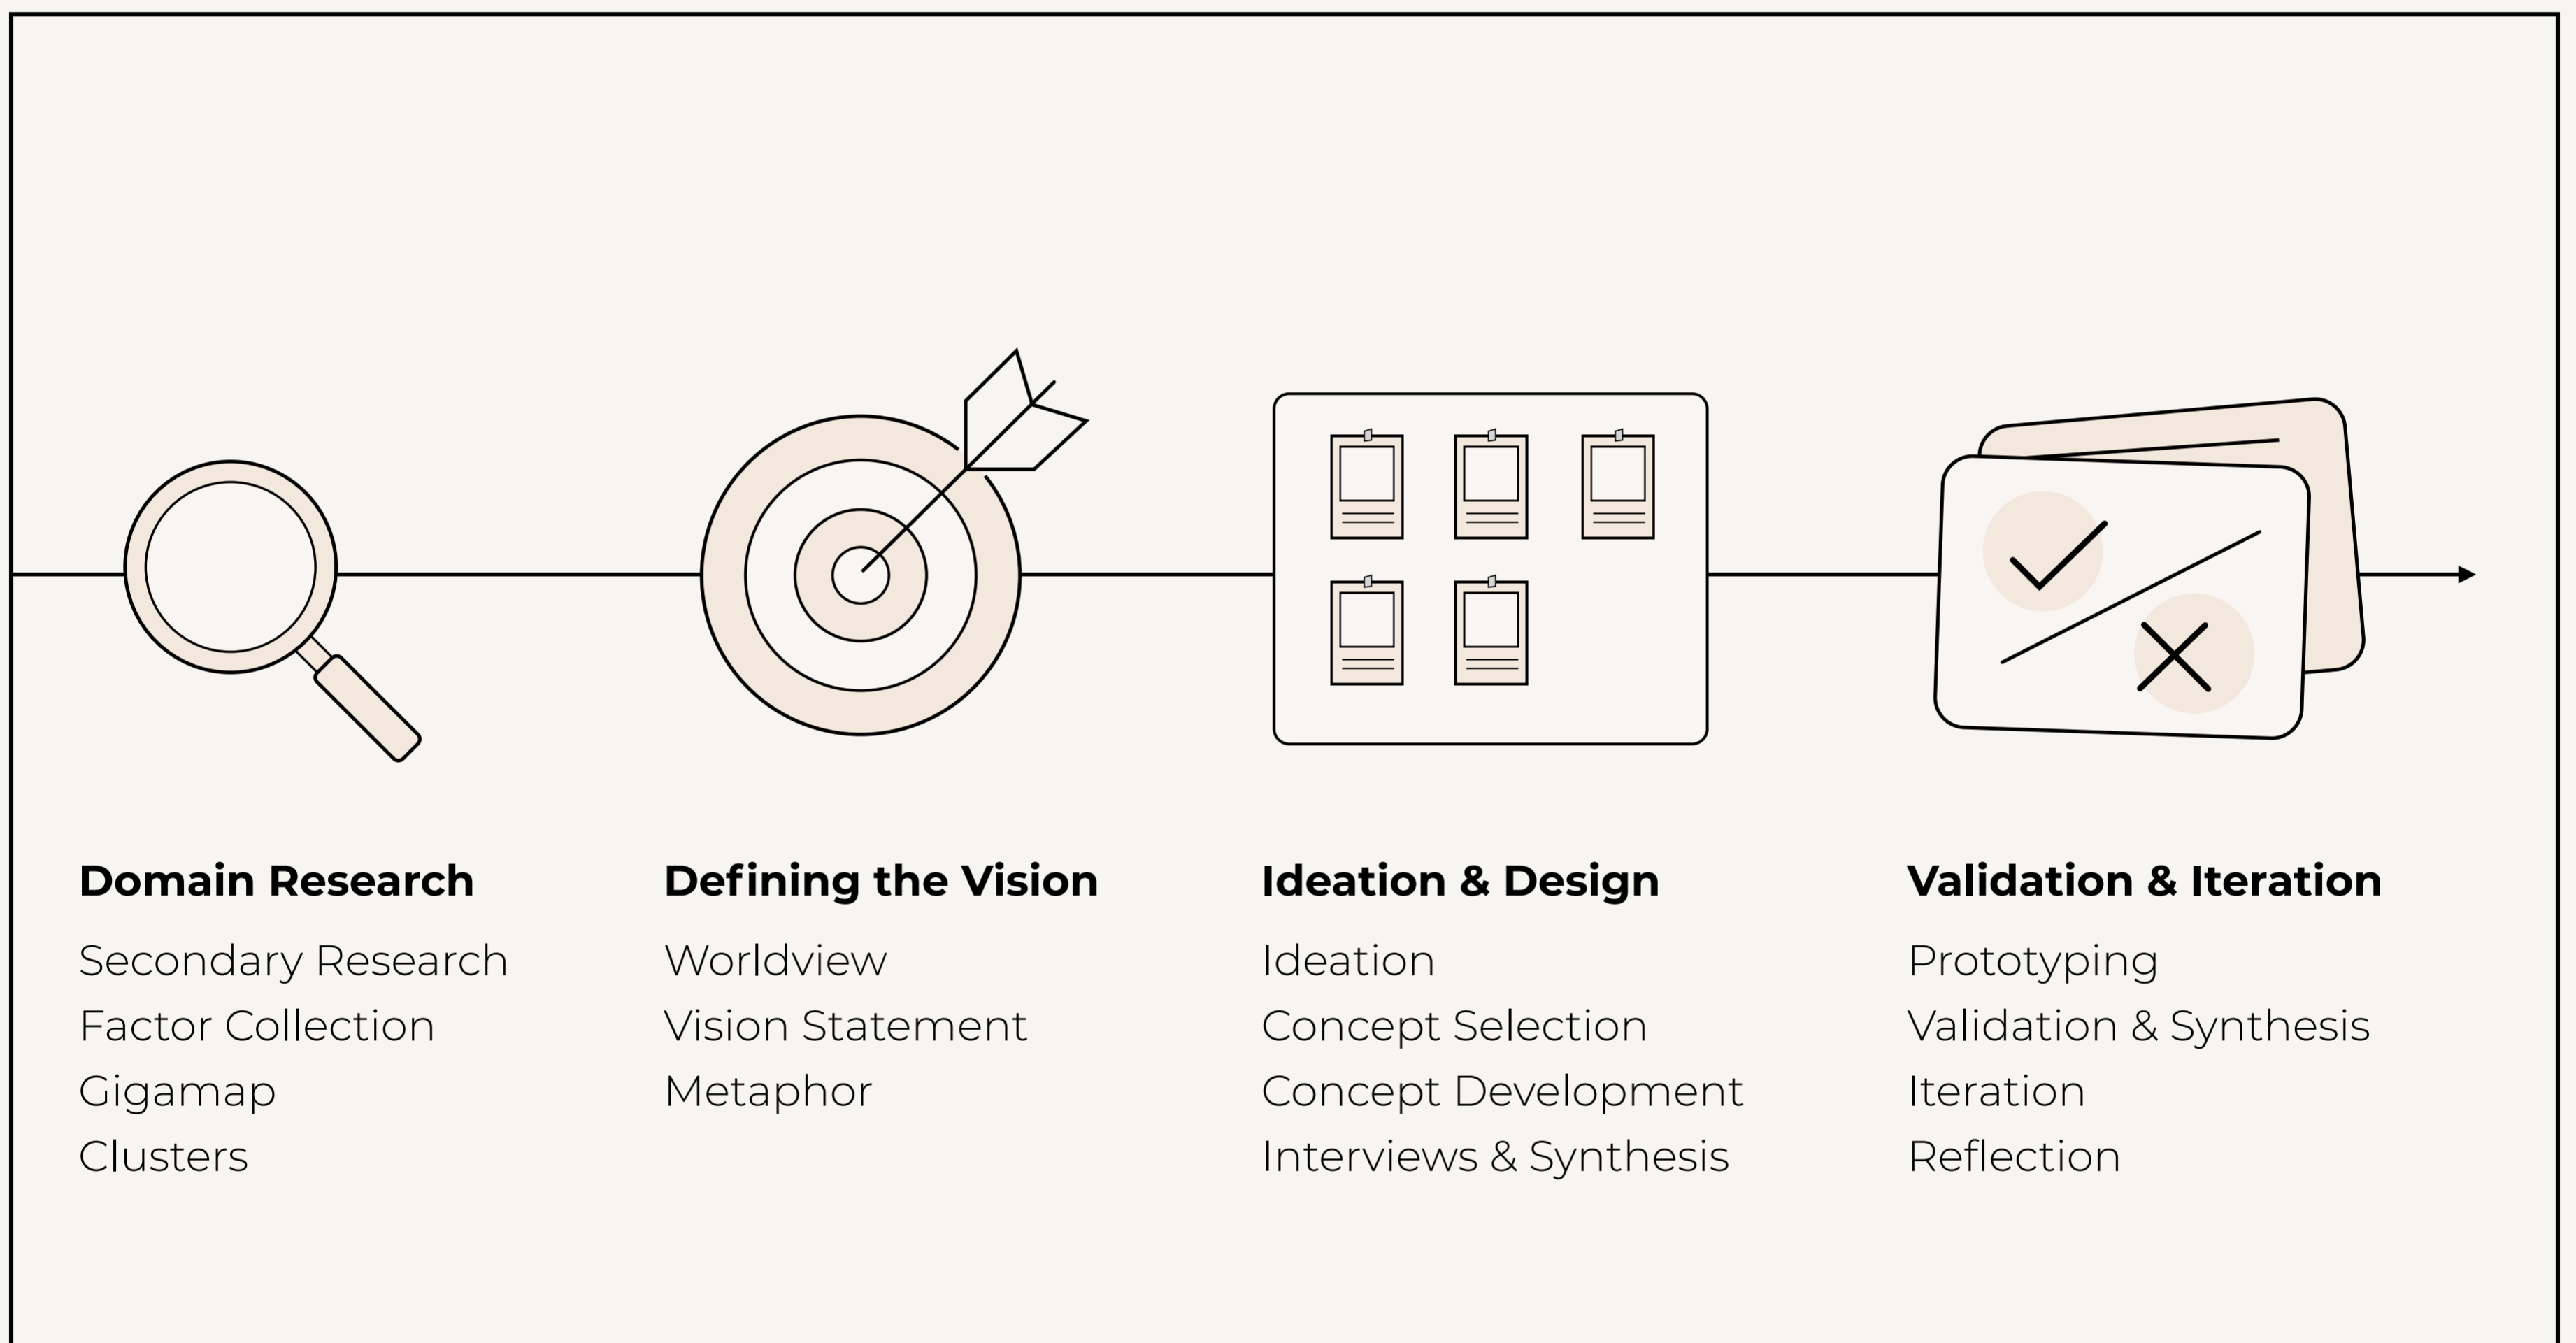 Domain Research
Secondary Research
Factor Collection
Gigamap
Clusters
Defining the Vision
Worldview
Vision Statement
Metaphor
Ideation & Design
Ideation
Concept Selection
Concept Development
Interviews & Synthesis
Validation & Iteration
Prototyping
Validation & Synthesis
Iteration
Reflection